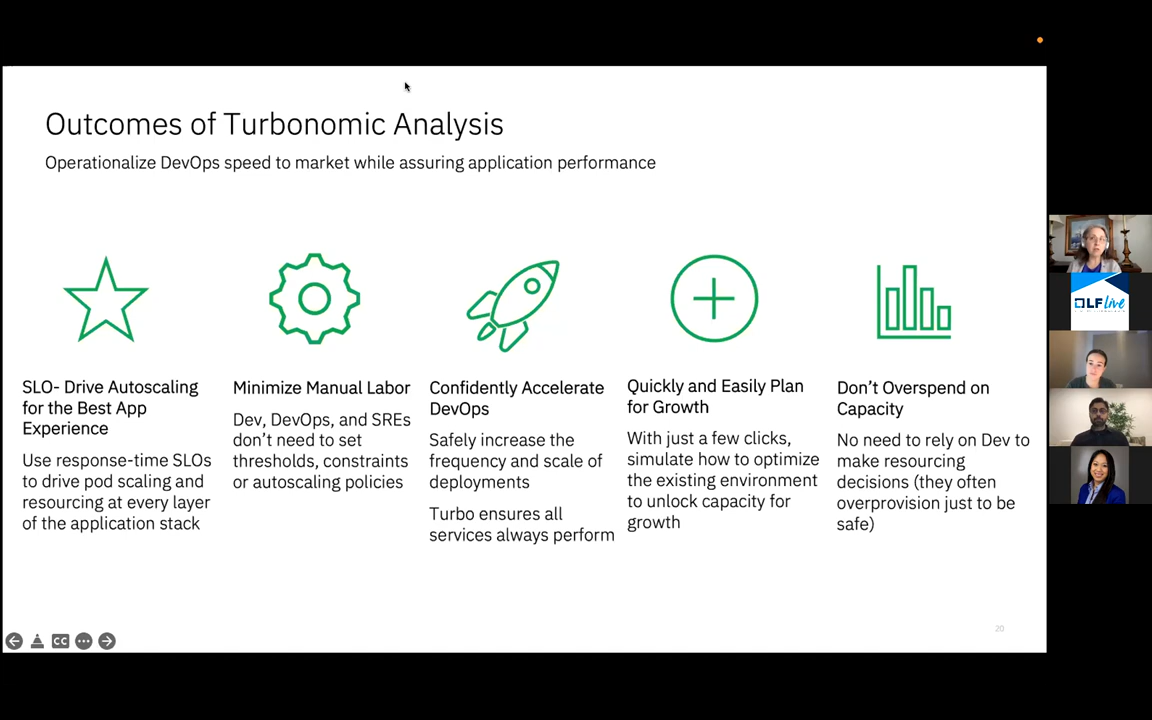 Outcomes of Turbonomic Analysis
Operationalize DevOps speed to market while assuring application performance
SLO- Drive Autoscaling
for the Best App
Experience
Use response-time SLOs
to drive pod scaling and
resourcing at every layer
of the application stack
Minimize Manual Labor
Dev, DevOps, and SREs
don’t need to set
thresholds, constraints
or autoscaling policies
Confidently Accelerate
DevOps
Safely increase the
frequency and scale of
deployments
Turbo ensures all
services always perform
Quickly and Easily Plan
for Growth
With just a few clicks,
simulate how to optimize
the existing environment
to unlock capacity for
growth
Don’t Overspend on
Capacity
No need to rely on Dev to
make resourcing
decisions (they often
overprovision just to be
safe)
LF live
CC
20